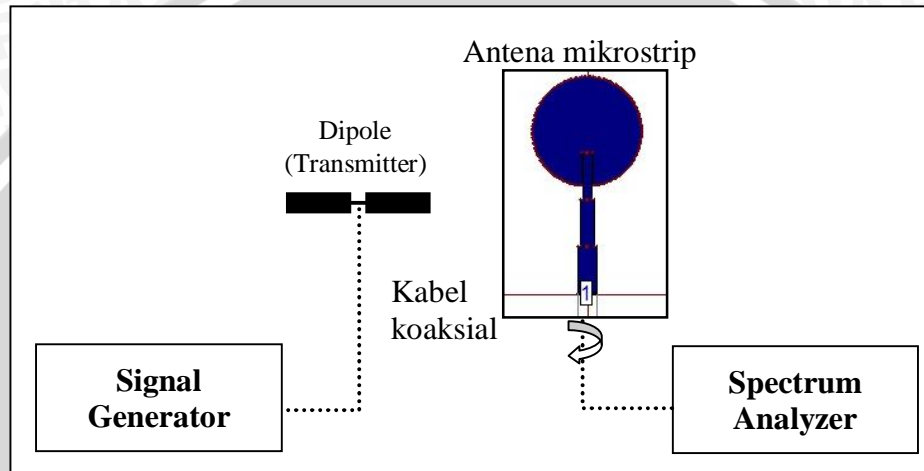 Antena mikrostrip
Dipole
(Transmitter)
1
Kabel
koaksial
Signal
Generator
Spectrum
Analyzer